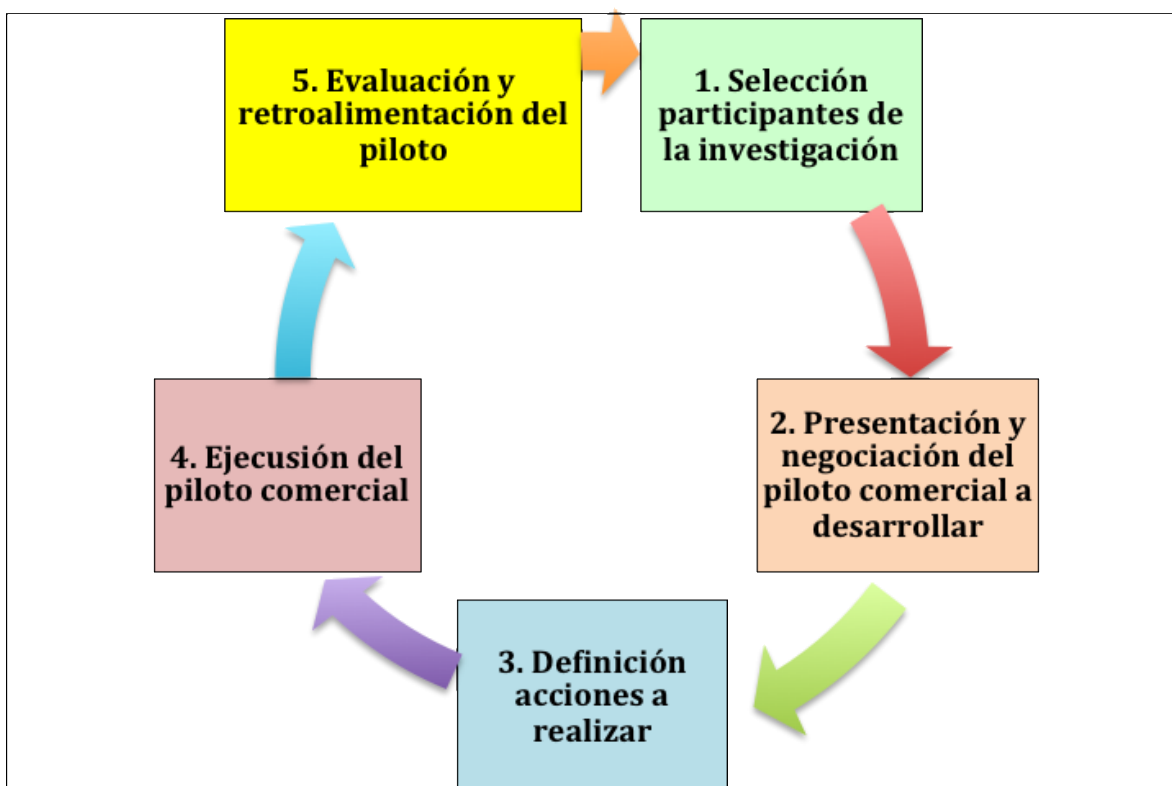 1. Selección
participantes de
la investigación
2. Presentación y
negociación del
piloto comercial a
desarrollar
3. Definición
acciones a
realizar
4. Ejecusión del
piloto comercial
5. Evaluación y
retroalimentación del
piloto